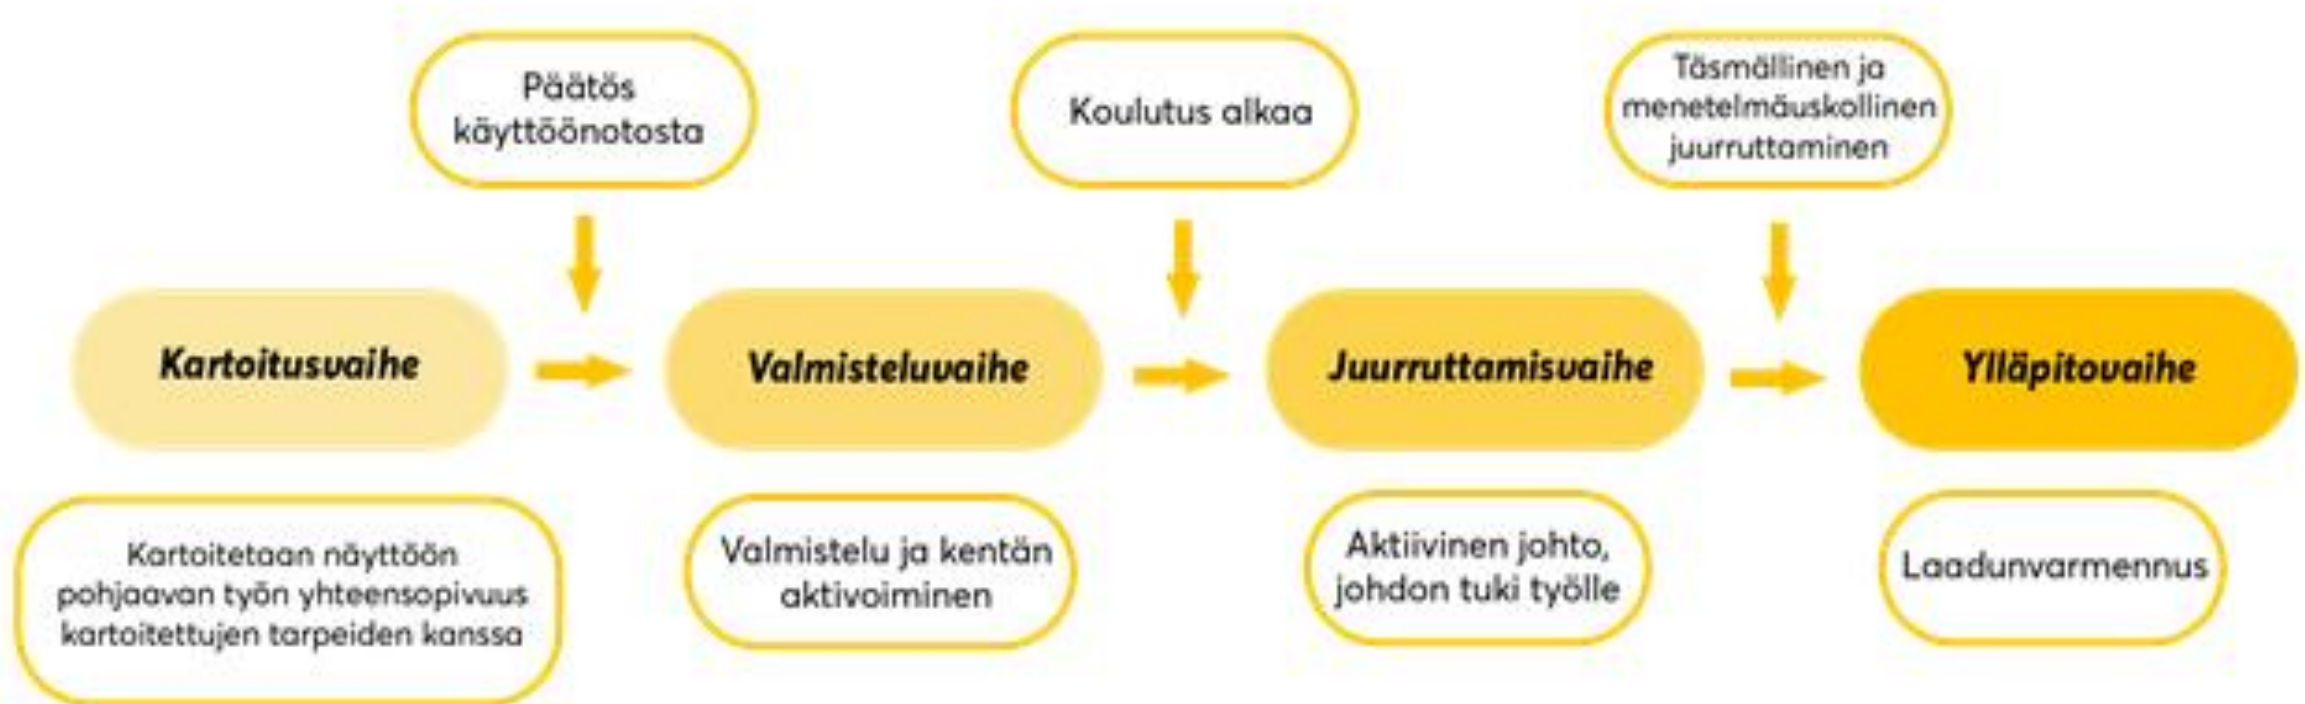 Päätös
käyttöönotosta
Koulutus alkaa
Täsmällinen ja
menetelmäuskollinen
juurruttaminen
Kartoitusvaihe
Valmisteluvaihe
Juurruttamisvaihe
Ylläpitovaihe
Kartoitetaan näyttöön
pohjaavan työn yhteensopivuus
kartoitettujen tarpeiden kanssa
Valmistelu ja kentän
aktivoiminen
Aktiivinen johto,
johdon tuki työlle
Laadunvarmennus